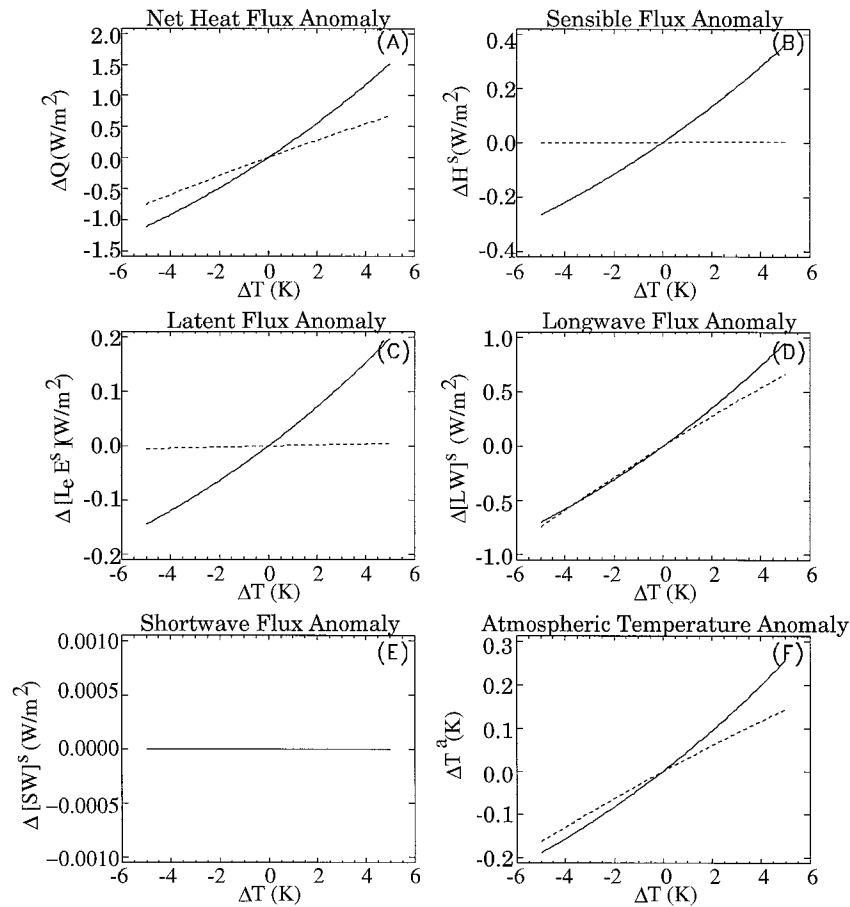 Net Heat Flux Anomaly
(A)
2.0
1.5
1.0
0.5
0.0
-0.5
-1.0
-1.5
ΔQ (W/m²)
-6 -4 -2 0 2 4 6
ΔT (K)
Sensible Flux Anomaly
(B)
0.4
0.2
0.0
-0.2
-0.4
ΔHˢ (W/m²)
-6 -4 -2 0 2 4 6
ΔT (K)
Latent Flux Anomaly
(C)
0.2
0.1
0.0
-0.1
-0.2
Δ [Lₑ Eˢ](W/m²)
-6 -4 -2 0 2 4 6
ΔT (K)
Longwave Flux Anomaly
(D)
1.0
0.5
0.0
-0.5
-1.0
Δ[LW]ˢ (W/m²)
-6 -4 -2 0 2 4 6
ΔT (K)
Shortwave Flux Anomaly
(E)
0.0010
0.0005
0.0000
-0.0005
-0.0010
Δ [SW]ˢ (W/m²)
-6 -4 -2 0 2 4 6
ΔT (K)
Atmospheric Temperature Anomaly
(F)
0.3
0.2
0.1
0.0
-0.1
-0.2
ΔTᵃ(K)
-6 -4 -2 0 2 4 6
ΔT (K)